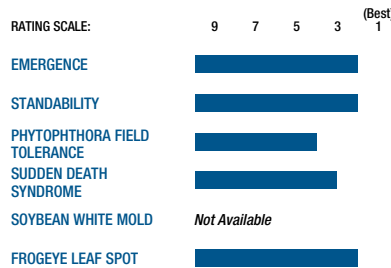 (Best)
RATING SCALE: 9 7 5 3 1
EMERGENCE
STANDABILITY
PHYTOPHTHORA FIELD
TOLERANCE
SUDDEN DEATH
SYNDROME
SOYBEAN WHITE MOLD Not Available
FROGEYE LEAF SPOT